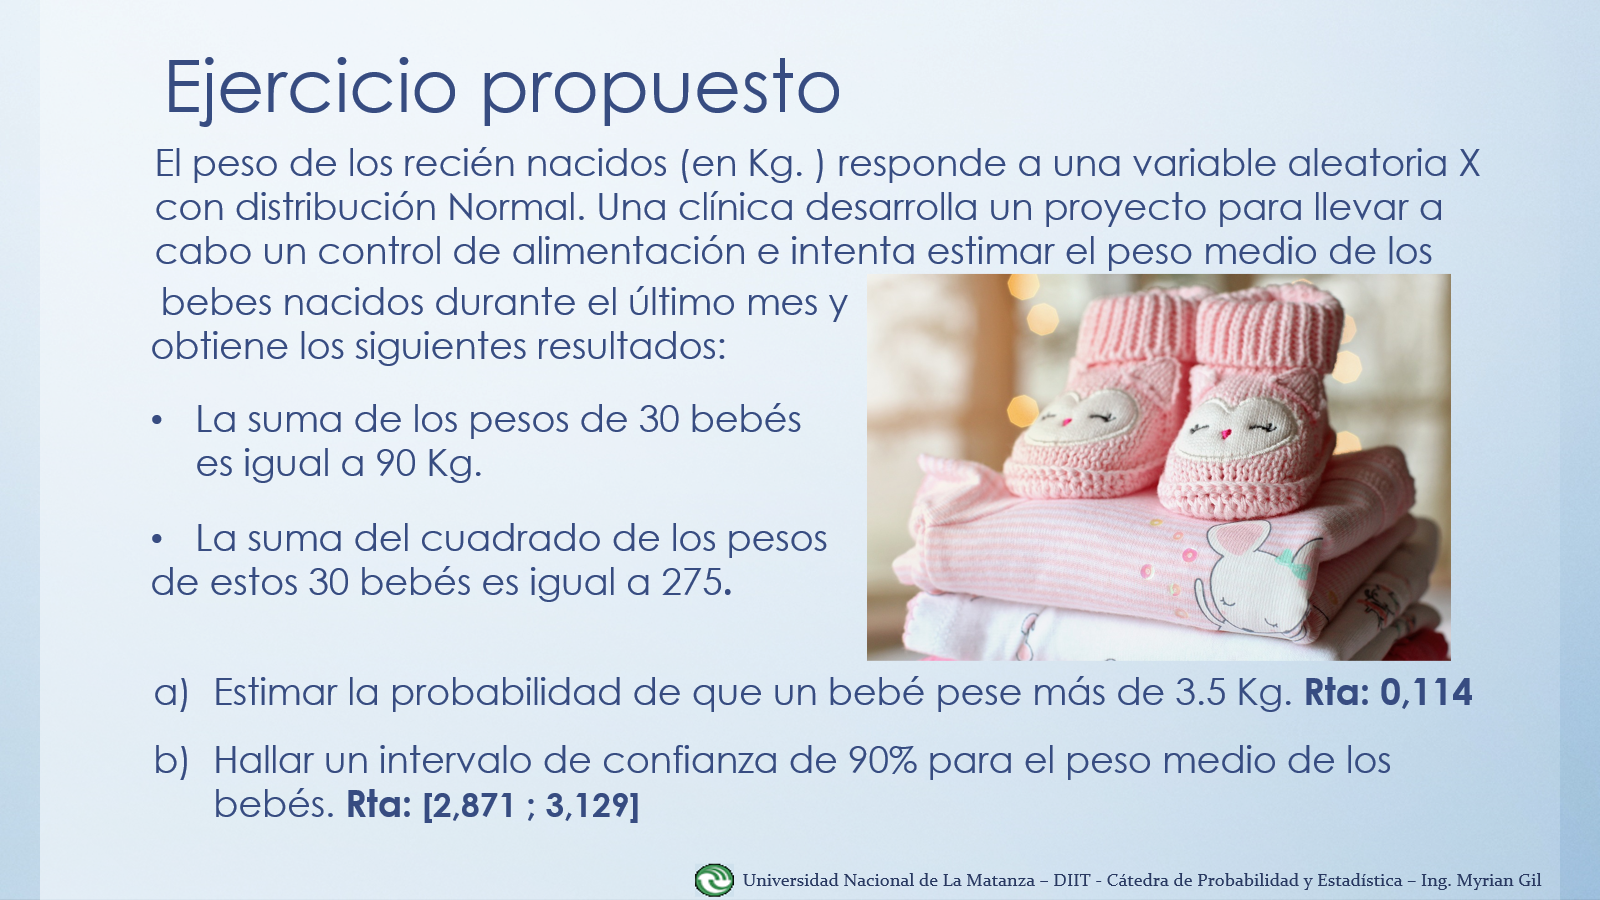 Ejercicio propuesto
El peso de los recién nacidos (en Kg. ) responde a una variable aleatoria X
con distribución Normal. Una clínica desarrolla un proyecto para llevar a
cabo un control de alimentación e intenta estimar el peso medio de los
bebes nacidos durante el último mes y
obtiene los siguientes resultados:
• La suma de los pesos de 30 bebés
es igual a 90 Kg.
• La suma del cuadrado de los pesos
de estos 30 bebés es igual a 275.
a) Estimar la probabilidad de que un bebé pese más de 3.5 Kg. Rta: 0,114
b) Hallar un intervalo de confianza de 90% para el peso medio de los
bebés. Rta: [2,871 ; 3,129]
Universidad Nacional de La Matanza – DIIT - Cátedra de Probabilidad y Estadística – Ing. Myrian Gil